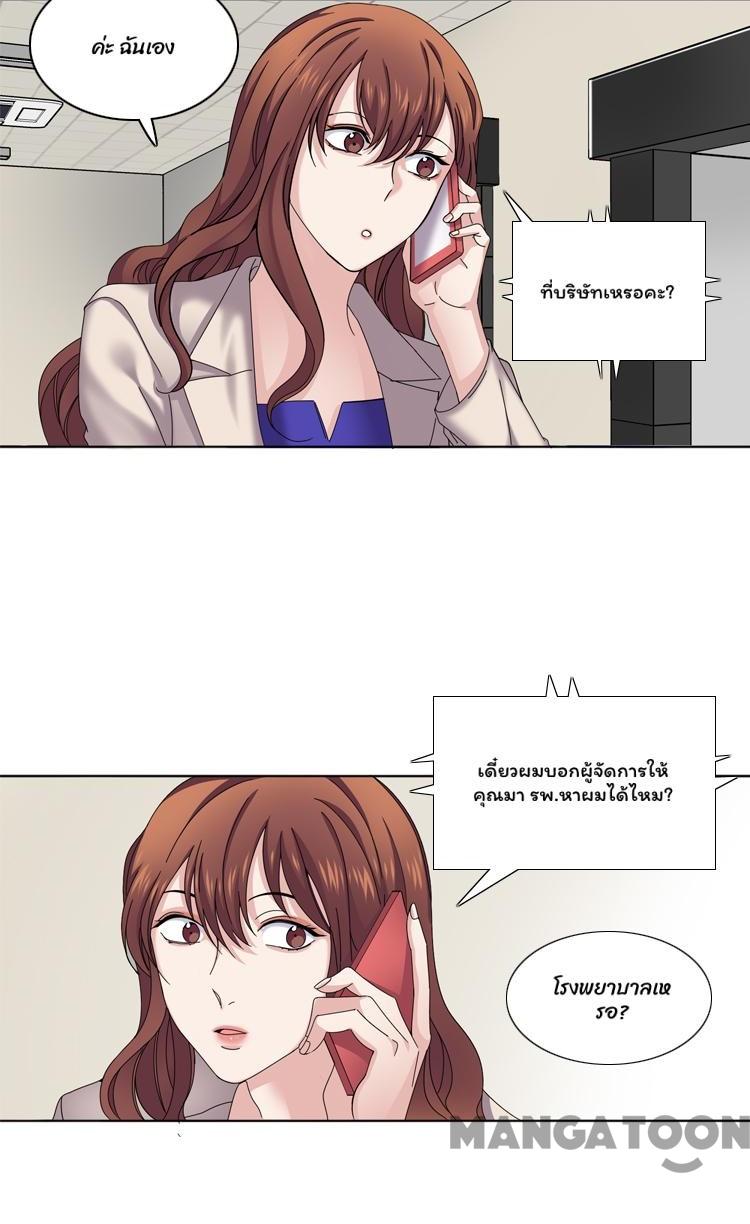 ค่ะ ฉันเอง
ที่บริษัทเหรอคะ?
เดี๋ยวผมบอกผู้จัดการให้
คุณมา รพ.หาผมได้ไหม?
โรงพยาบาลเห
รอ?
MANGATOON